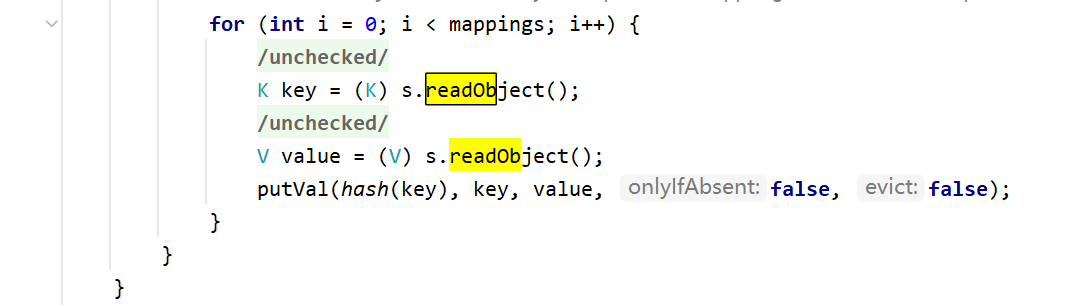 for (int i = 0; i < mappings; i++) {
/unchecked/
K key = (K) s.readObject();
/unchecked/
V value = (V) s.readObject();
putVal(hash(key), key, value, onlyIfAbsent: false, evict: false);
}
}
}